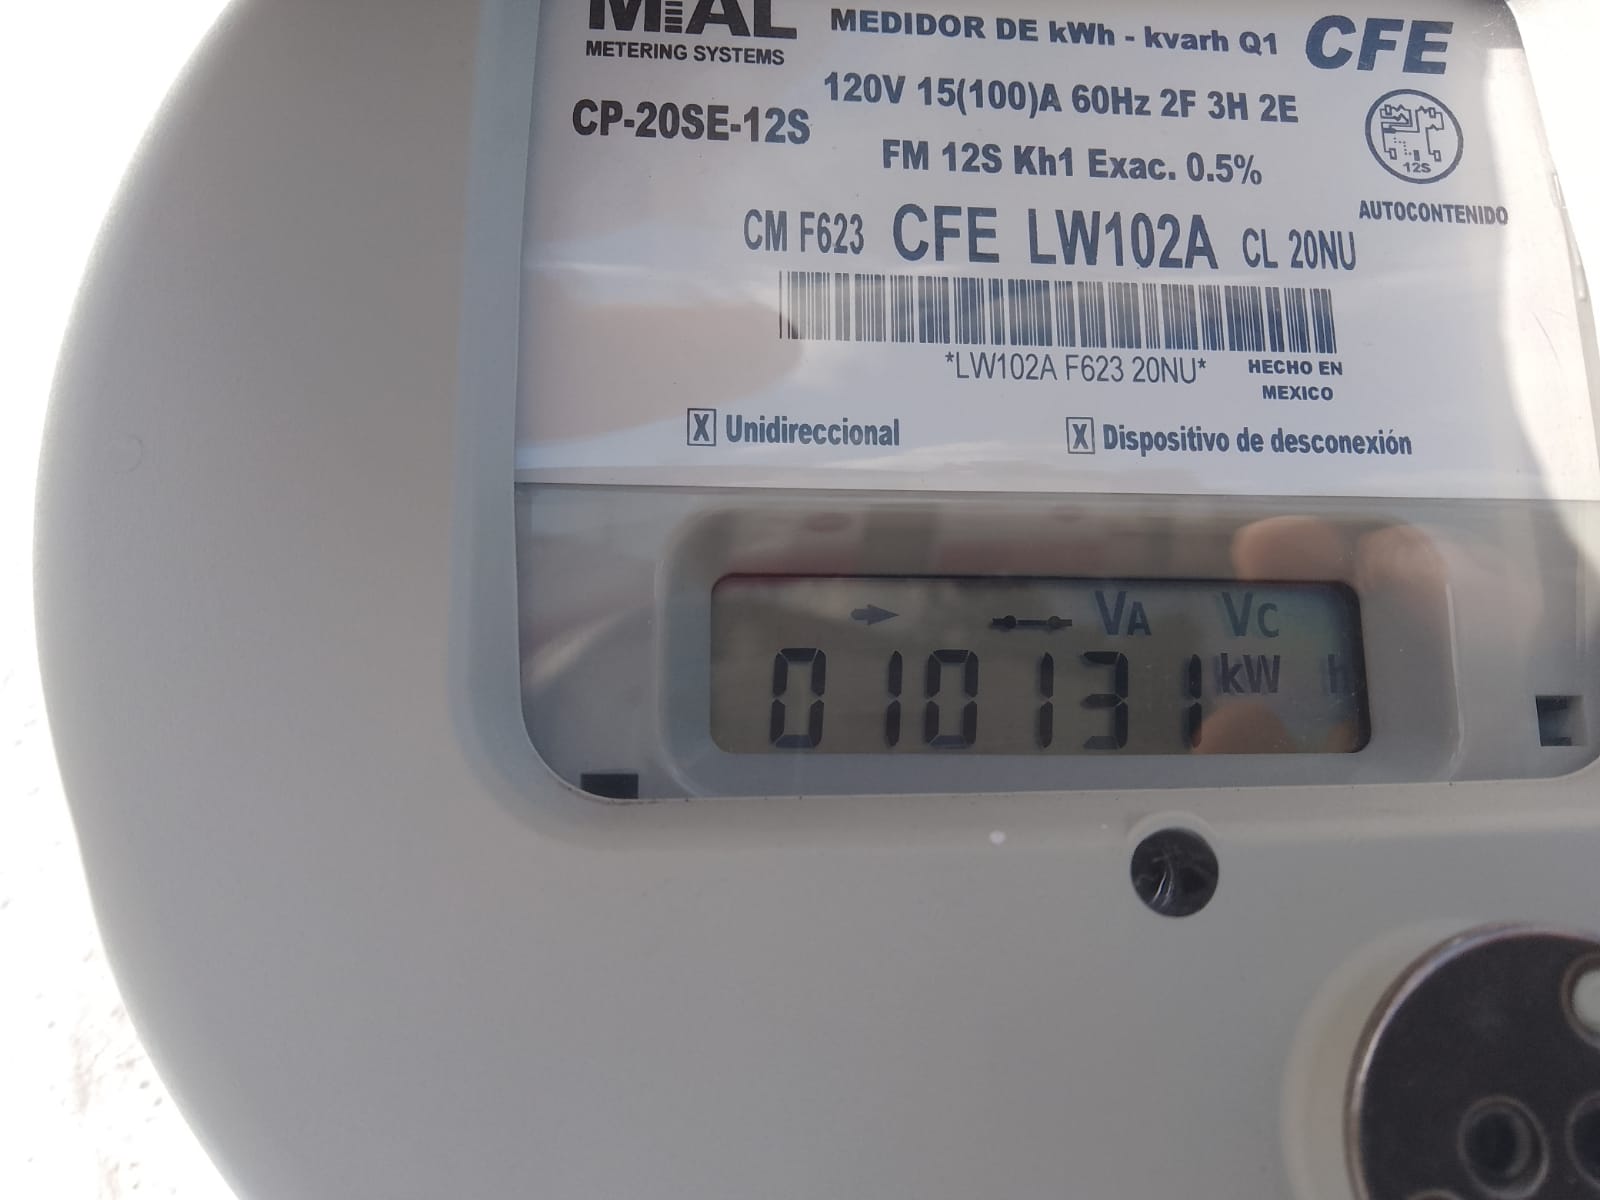 MIAL
METERING SYSTEMS
MEDIDOR DE kWh - kvarh Q1
CFE
120V 15(100)A 60Hz 2F 3H 2E
CP-20SE-12S
FM 12S Kh1 Exac. 0.5%
12S
AUTOCONTENIDO
CM F623 CFE LW102A CL 20NU
*LW102A F623 20NU*
HECHO EN
MEXICO
X Unidireccional
X Dispositivo de desconexión
VA VC
010131 kW h